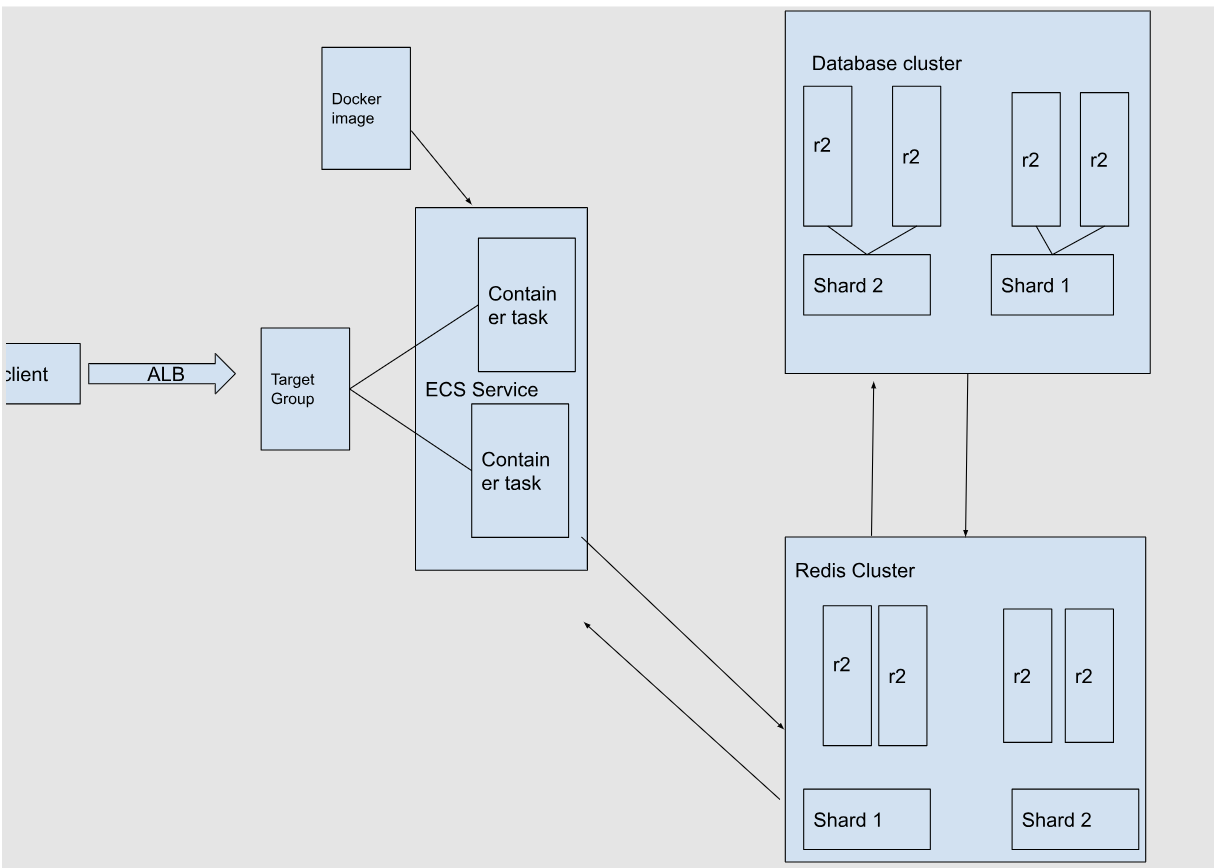 Docker
image
client
ALB
Target
Group
Contain
er task
ECS Service
Contain
er task
Database cluster
r2
r2
r2
r2
Shard 2
Shard 1
Redis Cluster
r2
r2
r2
r2
Shard 1
Shard 2